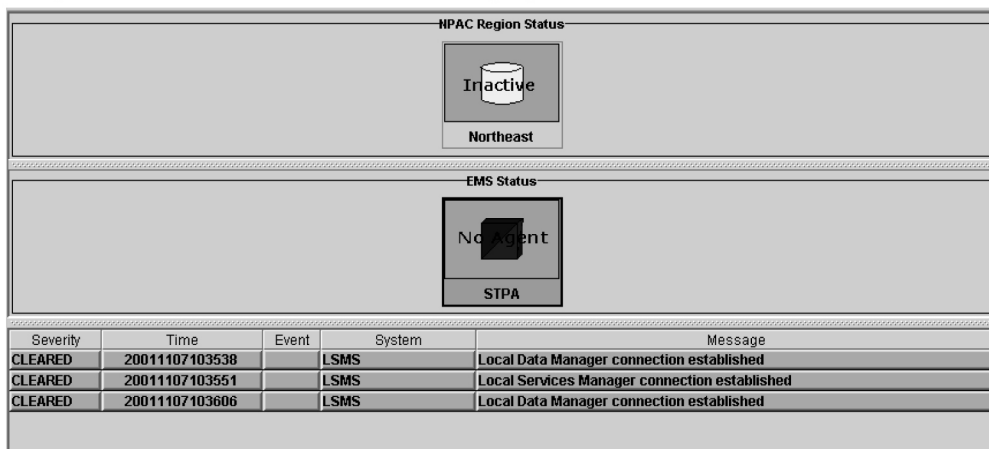 NPAC Region Status
Inactive
Northeast
EMS Status
No Agent
STPA
Severity Time Event System Message
CLEARED 20011107103538 LSMS Local Data Manager connection established
CLEARED 20011107103551 LSMS Local Services Manager connection established
CLEARED 20011107103606 LSMS Local Data Manager connection established